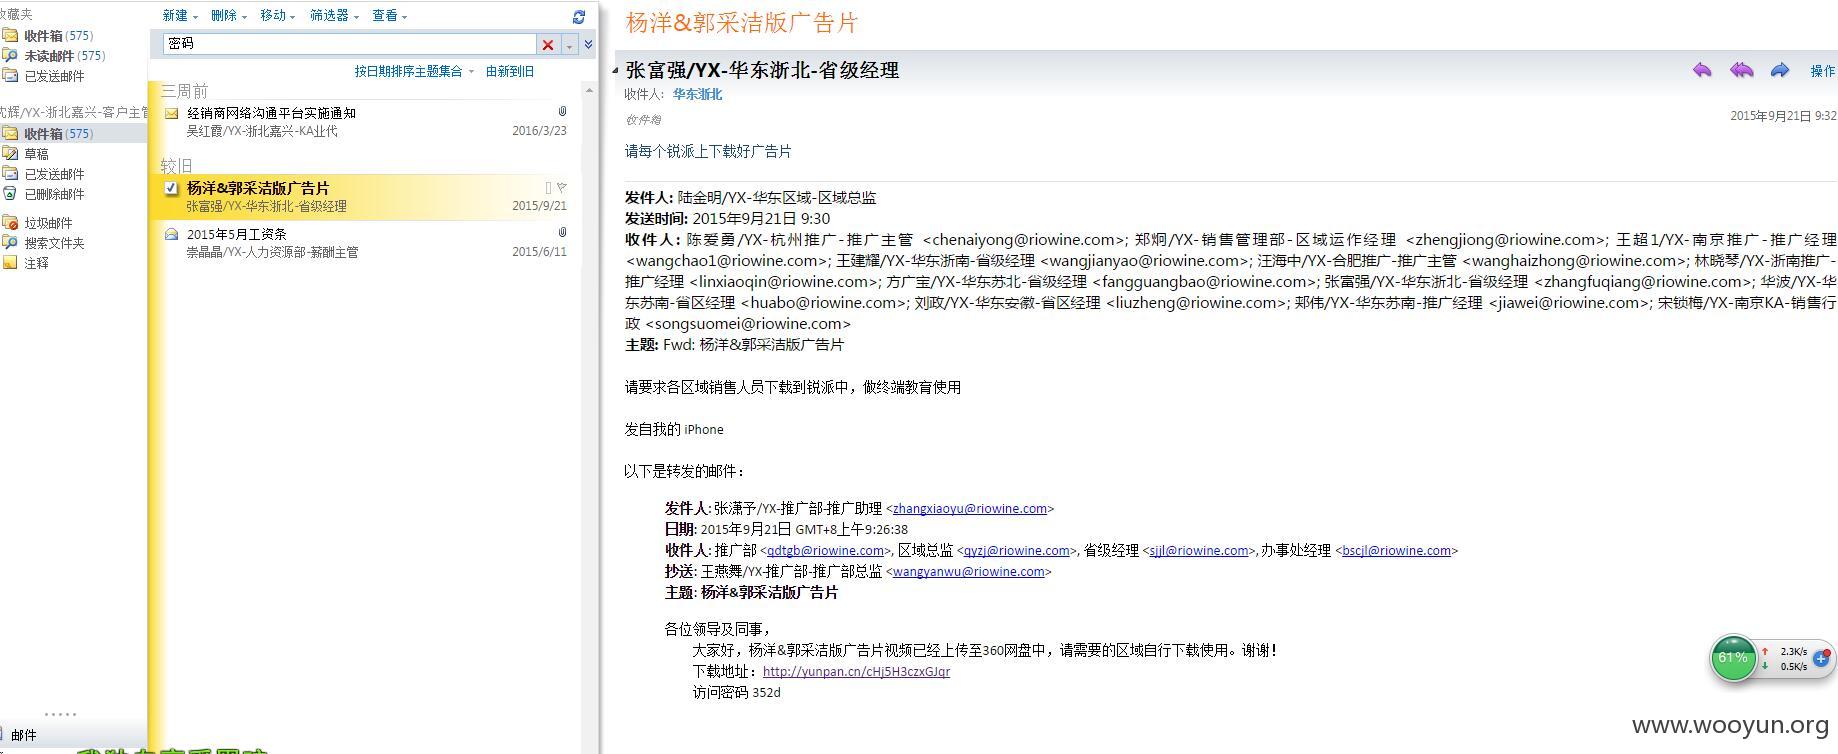 收藏夹
收件箱 (575)
未读邮件 (575)
已发送邮件
沈辉/YX-浙北嘉兴-客户主管
收件箱 (575)
草稿
已发送邮件
已删除邮件
垃圾邮件
搜索文件夹
注释
邮件
新建 删除 移动 筛选器 查看
密码
按日期排序主题集合 由新到旧
三周前
经销商网络沟通平台实施通知
吴红霞/YX-浙北嘉兴-KA业代 2016/3/23
较旧
杨洋&郭采洁版广告片
张富强/YX-华东浙北-省级经理 2015/9/21
2015年5月工资条
崇晶晶/YX-人力资源部-薪酬主管 2015/6/11
杨洋&郭采洁版广告片
张富强/YX-华东浙北-省级经理
操作
收件人: 华东浙北
收件箱
2015年9月21日 9:32
请每个锐派上下载好广告片
发件人: 陆金明/YX-华东区域-区域总监
发送时间: 2015年9月21日 9:30
收件人: 陈爱勇/YX-杭州推广-推广主管 <chenaiyong@riowine.com>; 郑炯/YX-销售管理部-区域运作经理 <zhengjiong@riowine.com>; 王超1/YX-南京推广-推广经理
<wangchao1@riowine.com>; 王建耀/YX-华东浙南-省级经理 <wangjianyao@riowine.com>; 汪海中/YX-合肥推广-推广主管 <wanghaizhong@riowine.com>; 林晓琴/YX-浙南推广-
推广经理 <linxiaoqin@riowine.com>; 方广宝/YX-华东苏北-省级经理 <fangguangbao@riowine.com>; 张富强/YX-华东浙北-省级经理 <zhangfuqiang@riowine.com>; 华波/YX-华
东苏南-省区经理 <huabo@riowine.com>; 刘政/YX-华东安徽-省区经理 <liuzheng@riowine.com>; 郑伟/YX-华东苏南-推广经理 <jiawei@riowine.com>; 宋锁梅/YX-南京KA-销售行
政 <songsuomei@riowine.com>
主题: Fwd: 杨洋&郭采洁版广告片
请要求各区域销售人员下载到锐派中，做终端教育使用
发自我的 iPhone
以下是转发的邮件：
发件人: 张潇予/YX-推广部-推广助理 <zhangxiaoyu@riowine.com>
日期: 2015年9月21日 GMT+8上午9:26:38
收件人: 推广部 <qdtgb@riowine.com>, 区域总监 <qyzj@riowine.com>, 省级经理 <sjjl@riowine.com>, 办事处经理 <bscjl@riowine.com>
抄送: 王燕舞/YX-推广部-推广部总监 <wangyanwu@riowine.com>
主题: 杨洋&郭采洁版广告片
各位领导及同事，
大家好，杨洋&郭采洁版广告片视频已经上传至360网盘中，请需要的区域自行下载使用。谢谢！
下载地址：http://yunpan.cn/cHj5H3czxGJqr
访问密码 352d
61%
2.3K/s
0.5K/s
www.wooyun.org